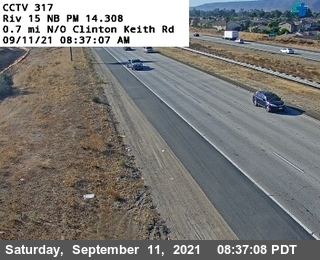 CCTV 317
Riv 15 NB PM 14.308
0.7 mi N/O Clinton Keith Rd
09/11/21 08:37:07 AM
Saturday, September 11, 2021 08:37:08 PDT